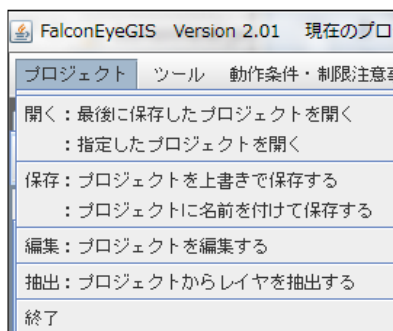 FalconEyeGIS Version 2.01 現在のプロ
プロジェクト ツール 動作条件・制限注意
開く：最後に保存したプロジェクトを開く
：指定したプロジェクトを開く
保存：プロジェクトを上書きで保存する
：プロジェクトに名前を付けて保存する
編集：プロジェクトを編集する
抽出：プロジェクトからレイヤを抽出する
終了